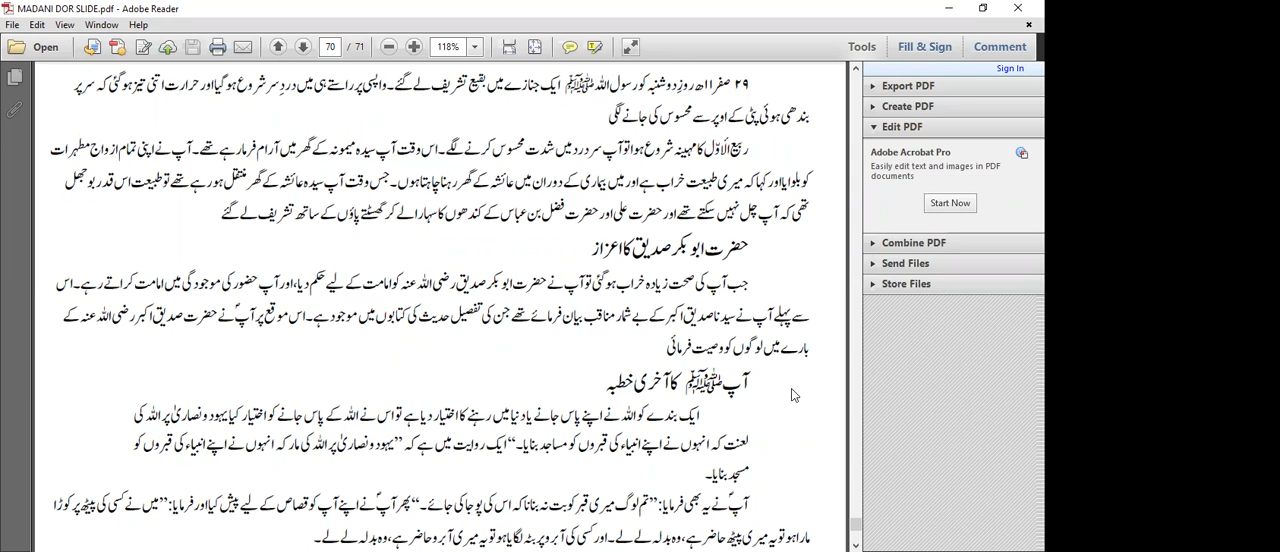 MADANI DOR SLIDE.pdf - Adobe Reader
File Edit View Window Help
Open 70 / 71 118% Tools Fill & Sign Comment
Sign In
Export PDF
Create PDF
Edit PDF
Adobe Acrobat Pro
Easily edit text and images in PDF
documents
Start Now
Combine PDF
Send Files
Store Files
۲۹ صفر ۱۱ھ روز دوشنبہ کو رسول اللہ ﷺ ایک جنازے میں بقیع تشریف لے گئے۔ واپسی پر راستے ہی میں دردِ سر شروع ہوگیا اور حرارت اتنی تیز ہوگئی کہ سر پر
بندھی ہوئی پٹی کے اوپر سے محسوس کی جانے لگی
ربیع الاوّل کا مہینہ شروع ہوا تو آپ سر درد میں شدت محسوس کرنے لگے۔ اس وقت آپ سیدہ میمونہ کے گھر میں آرام فرما رہے تھے۔ آپ نے اپنی تمام ازواج مطہرات
کو بلوایا اور کہا کہ میری طبیعت خراب ہے اور میں بیماری کے دوران میں عائشہ کے گھر رہنا چاہتا ہوں۔ جس وقت آپ سیدہ عائشہ کے گھر منتقل ہو رہے تھے تو طبیعت اس قدر بوجھل
تھی کہ آپ چل نہیں سکتے تھے اور حضرت علی اور حضرت فضل بن عباس کے کندھوں کا سہارا لے کر گھسٹتے پاؤں کے ساتھ تشریف لے گئے
حضرت ابو بکر صدیق کا اعزاز
جب آپ کی صحت زیادہ خراب ہوگئی تو آپ نے حضرت ابو بکر صدیق رضی اللہ عنہ کو امامت کے لیے حکم دیا، اور آپ حضور کی موجودگی میں امامت کراتے رہے۔ اس
سے پہلے آپ نے سیدنا صدیق اکبر کے بے شمار مناقب بیان فرمائے تھے جن کی تفصیل حدیث کی کتابوں میں موجود ہے۔ اس موقع پر آپؐ نے حضرت صدیق اکبر رضی اللہ عنہ کے
بارے میں لوگوں کو وصیت فرمائی
آپ ﷺ کا آخری خطبہ
ایک بندے کو اللہ نے اپنے پاس جانے یا دنیا میں رہنے کا اختیار دیا ہے تو اس نے اللہ کے پاس جانے کو اختیار کیا یہود و نصاریٰ پر اللہ کی
لعنت کہ انہوں نے اپنے انبیاء کی قبروں کو مساجد بنایا۔“ ایک روایت میں ہے کہ ”یہود و نصاریٰ پر اللہ کی مار کہ انہوں نے اپنے انبیاء کی قبروں کو
مسجد بنایا۔
آپؐ نے یہ بھی فرمایا: ”تم لوگ میری قبر کو بت نہ بنانا کہ اس کی پوجا کی جائے۔“ پھر آپؐ نے اپنے آپ کو قصاص کے لیے پیش کیا اور فرمایا: ”میں نے کسی کی پیٹھ پر کوڑا
مارا ہو تو یہ میری پیٹھ حاضر ہے، وہ بدلہ لے لے۔ اور کسی کی آبرو پر بٹہ لگایا ہو تو یہ میری آبرو حاضر ہے، وہ بدلہ لے لے۔